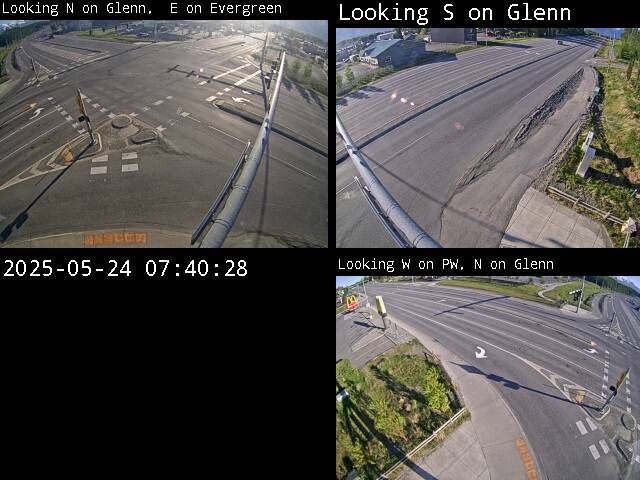 Looking N on Glenn, E on Evergreen
Looking S on Glenn
2025-05-24 07:40:28
Looking W on PW, N on Glenn